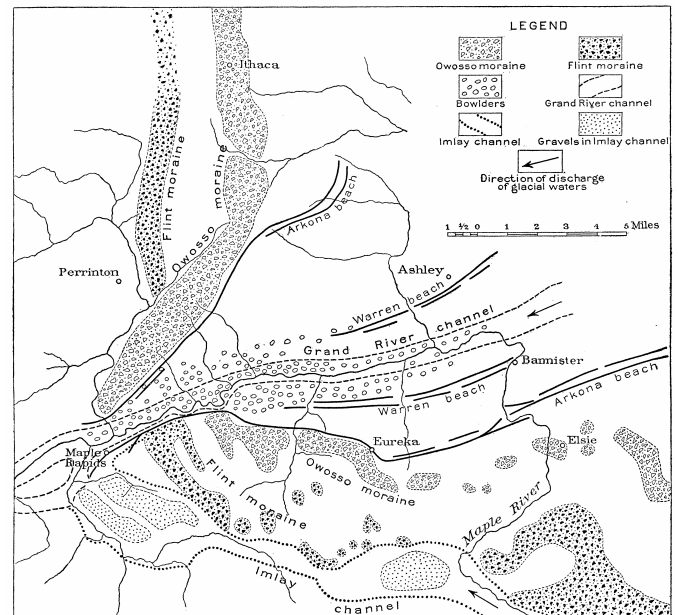 LEGEND
Owosso moraine
Flint moraine
Bowlders
Grand River channel
Imlay channel
Gravels in Imlay channel
Direction of discharge
of glacial waters
1 ½ 0 1 2 3 4 5 Miles
Ithaca
Flint moraine
Owosso moraine
Arkona beach
Perrinton
Ashley
Warren beach
Grand River channel
Bannister
Warren beach
Arkona beach
Maple
Rapids
Eureka
Elsie
Flint moraine
Owosso moraine
Maple River
Imlay channel